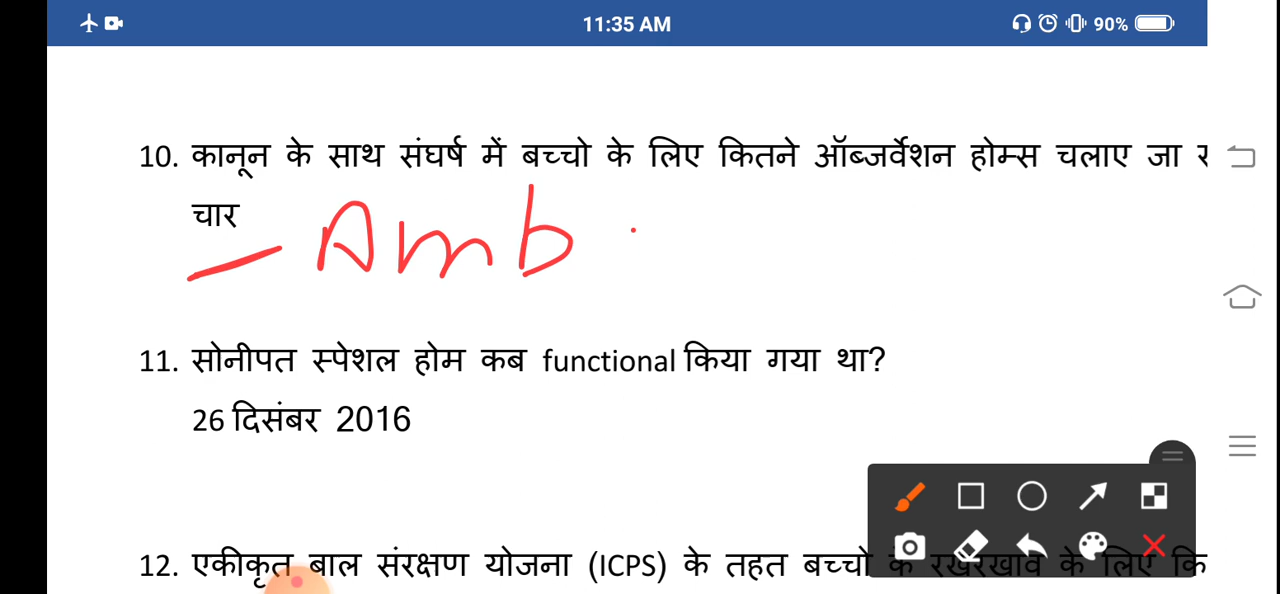 11:35 AM 90%
10. कानून के साथ संघर्ष में बच्चो के लिए कितने ऑब्जर्वेशन होम्स चलाए जा
चार
Amb
11. सोनीपत स्पेशल होम कब functional किया गया था?
26 दिसंबर 2016
12. एकीकृत बाल संरक्षण योजना (ICPS) के तहत बच्चो के रखरखाव के लिए